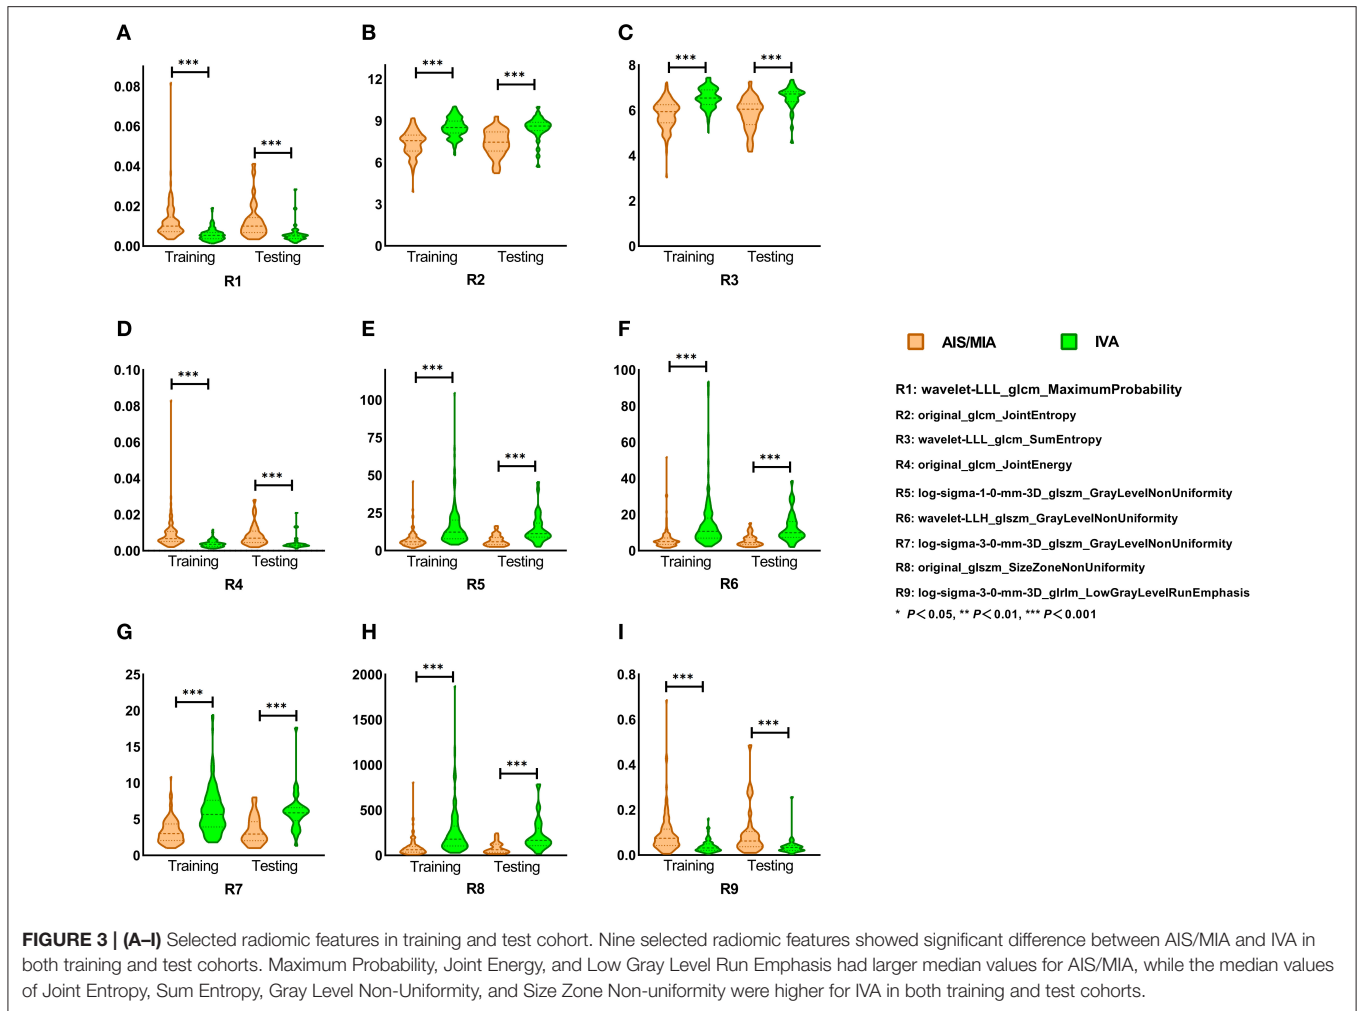 A
***
0.08
0.06
0.04
0.02
0.00
***
Training
Testing
R1
B
***
12
9
6
3
0
***
Training
Testing
R2
C
***
8
6
4
2
0
***
Training
Testing
R3
D
***
0.10
0.08
0.06
0.04
0.02
0.00
***
Training
Testing
R4
E
***
100
75
50
25
0
***
Training
Testing
R5
F
***
100
80
60
40
20
0
***
Training
Testing
R6
AIS/MIA
IVA
R1: wavelet-LLL_glcm_MaximumProbability
R2: original_glcm_JointEntropy
R3: wavelet-LLL_glcm_SumEntropy
R4: original_glcm_JointEnergy
R5: log-sigma-1-0-mm-3D_glszm_GrayLevelNonUniformity
R6: wavelet-LLH_glszm_GrayLevelNonUniformity
R7: log-sigma-3-0-mm-3D_glszm_GrayLevelNonUniformity
R8: original_glszm_SizeZoneNonUniformity
R9: log-sigma-3-0-mm-3D_glrlm_LowGrayLevelRunEmphasis
* P<0.05, ** P<0.01, *** P<0.001
G
***
25
20
15
10
5
0
***
Training
Testing
R7
H
***
2000
1500
1000
500
0
***
Training
Testing
R8
I
***
0.8
0.6
0.4
0.2
0.0
***
Training
Testing
R9
FIGURE 3 | (A–I) Selected radiomic features in training and test cohort. Nine selected radiomic features showed significant difference between AIS/MIA and IVA in
both training and test cohorts. Maximum Probability, Joint Energy, and Low Gray Level Run Emphasis had larger median values for AIS/MIA, while the median values
of Joint Entropy, Sum Entropy, Gray Level Non-Uniformity, and Size Zone Non-uniformity were higher for IVA in both training and test cohorts.